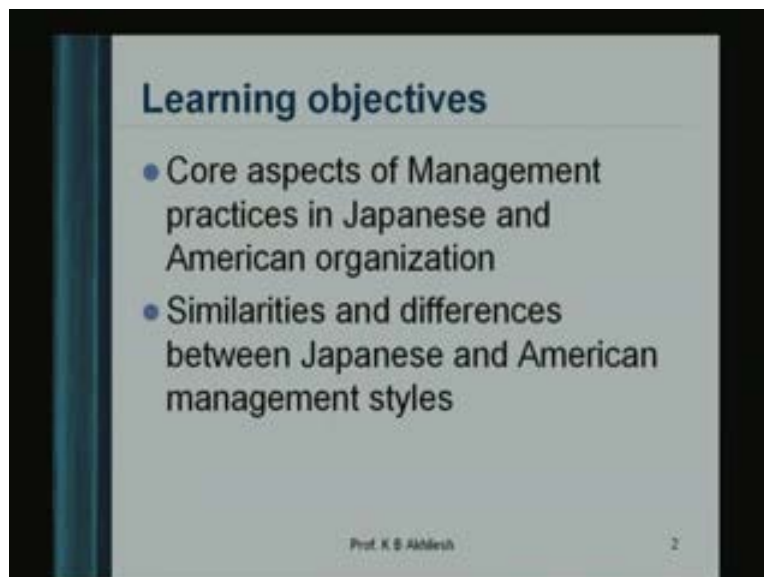 Learning objectives
Core aspects of Management
practices in Japanese and
American organization
Similarities and differences
between Japanese and American
management styles
Prof. K B Akhilesh
2